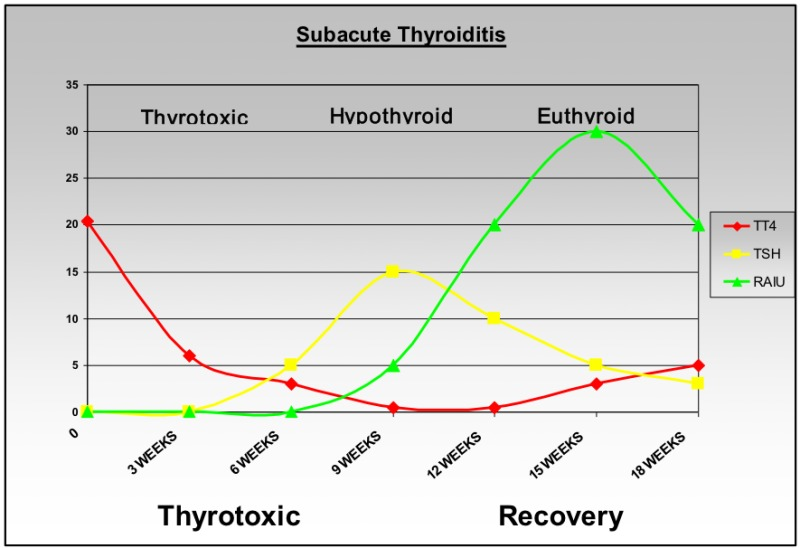 Subacute Thyroiditis
35
30
25
20
15
10
5
0
Thyrotoxic
Hypothyroid
Euthyroid
TT4
TSH
RAIU
0
3 WEEKS
6 WEEKS
9 WEEKS
12 WEEKS
15 WEEKS
18 WEEKS
Thyrotoxic
Recovery